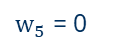 w₅ = 0